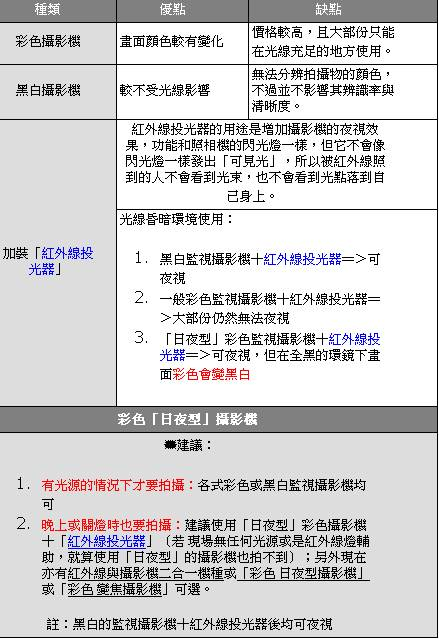 種類 優點 缺點
彩色攝影機 畫面顏色較有變化 價格較高，且大部份只能
在光線充足的地方使用。
黑白攝影機 較不受光線影響 無法分辨拍攝物的顏色，
不過並不影響其辨識率與
清晰度。
加裝「紅外線投
光器」
紅外線投光器的用途是增加攝影機的夜視效
果，功能和照相機的閃光燈一樣，但它不會像
閃光燈一樣發出「可見光」，所以被紅外線照
到的人不會看到光束，也不會看到光點落到自
己身上。
光線昏暗環境使用：
1. 黑白監視攝影機＋紅外線投光器＝＞可
夜視
2. 一般彩色監視攝影機＋紅外線投光器＝
＞大部份仍然無法夜視
3. 「日夜型」彩色監視攝影機＋紅外線投
光器＝＞可夜視，但在全黑的環鏡下畫
面彩色會變黑白
彩色「日夜型」攝影機
建議：
1. 有光源的情況下才要拍攝：各式彩色或黑白監視攝影機均
可
2. 晚上或關燈時也要拍攝：建議使用「日夜型」彩色攝影機
＋「紅外線投光器」（若現場無任何光源或是紅外線燈輔
助，就算使用「日夜型」的攝影機也拍不到）；另外現在
亦有紅外線與攝影機二合一機種或「彩色 日夜型攝影機」
或「彩色 變焦攝影機」可選。
註：黑白的監視攝影機＋紅外線投光器後均可夜視